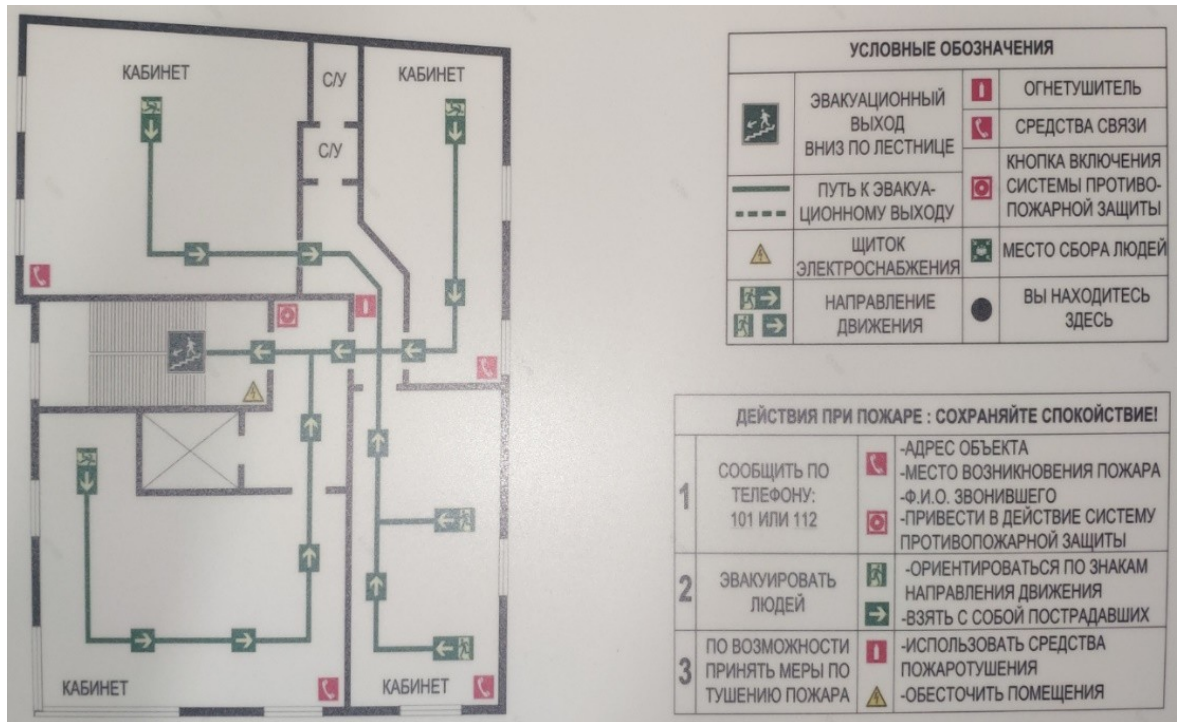 КАБИНЕТ
С/У
КАБИНЕТ
С/У
КАБИНЕТ
КАБИНЕТ
УСЛОВНЫЕ ОБОЗНАЧЕНИЯ
ЭВАКУАЦИОННЫЙ
ВЫХОД
ВНИЗ ПО ЛЕСТНИЦЕ
ОГНЕТУШИТЕЛЬ
СРЕДСТВА СВЯЗИ
ПУТЬ К ЭВАКУА-
ЦИОННОМУ ВЫХОДУ
КНОПКА ВКЛЮЧЕНИЯ
СИСТЕМЫ ПРОТИВО-
ПОЖАРНОЙ ЗАЩИТЫ
ЩИТОК
ЭЛЕКТРОСНАБЖЕНИЯ
МЕСТО СБОРА ЛЮДЕЙ
НАПРАВЛЕНИЕ
ДВИЖЕНИЯ
ВЫ НАХОДИТЕСЬ
ЗДЕСЬ
ДЕЙСТВИЯ ПРИ ПОЖАРЕ : СОХРАНЯЙТЕ СПОКОЙСТВИЕ!
1
СООБЩИТЬ ПО
ТЕЛЕФОНУ:
101 ИЛИ 112
-АДРЕС ОБЪЕКТА
-МЕСТО ВОЗНИКНОВЕНИЯ ПОЖАРА
-Ф.И.О. ЗВОНИВШЕГО
-ПРИВЕСТИ В ДЕЙСТВИЕ СИСТЕМУ
ПРОТИВОПОЖАРНОЙ ЗАЩИТЫ
2
ЭВАКУИРОВАТЬ
ЛЮДЕЙ
-ОРИЕНТИРОВАТЬСЯ ПО ЗНАКАМ
НАПРАВЛЕНИЯ ДВИЖЕНИЯ
-ВЗЯТЬ С СОБОЙ ПОСТРАДАВШИХ
3
ПО ВОЗМОЖНОСТИ
ПРИНЯТЬ МЕРЫ ПО
ТУШЕНИЮ ПОЖАРА
-ИСПОЛЬЗОВАТЬ СРЕДСТВА
ПОЖАРОТУШЕНИЯ
-ОБЕСТОЧИТЬ ПОМЕЩЕНИЯ